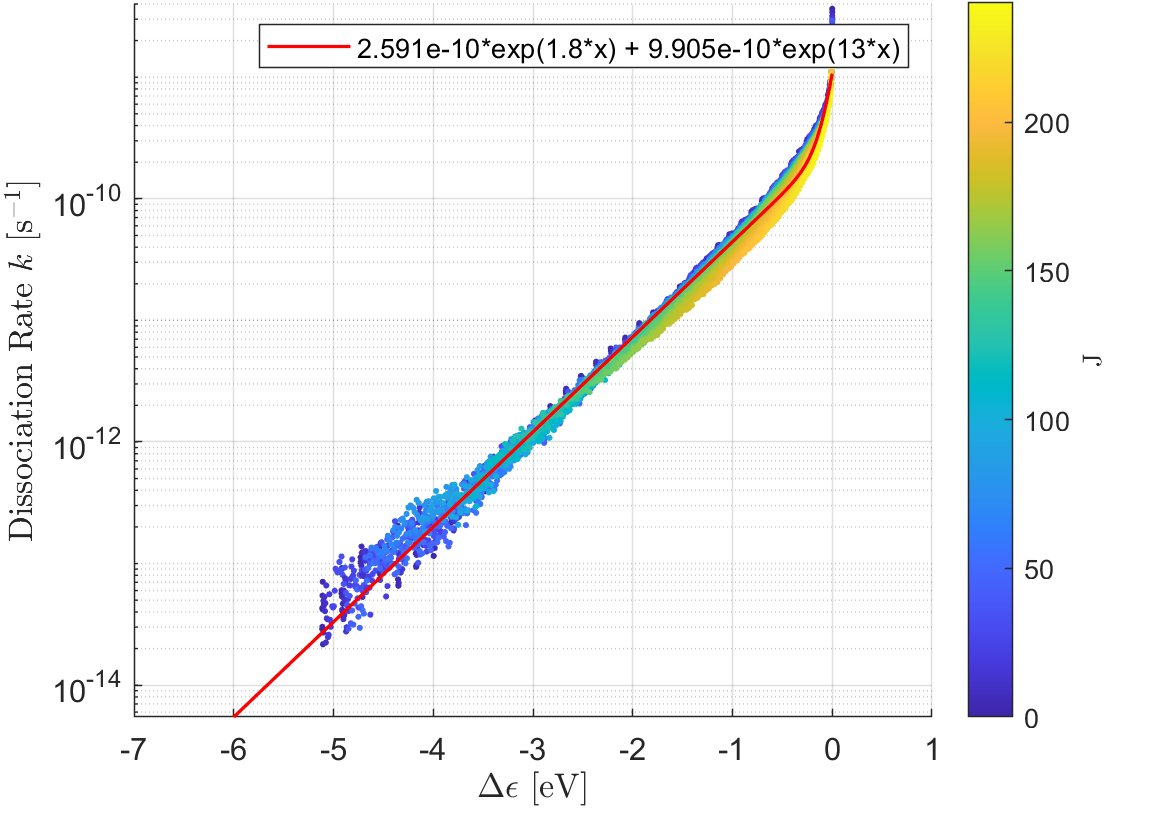 2.591e-10*exp(1.8*x) + 9.905e-10*exp(13*x)
Dissociation Rate k [s⁻¹]
10⁻¹⁰
10⁻¹²
10⁻¹⁴
-7 -6 -5 -4 -3 -2 -1 0 1
Δϵ [eV]
200
150
100
50
0
J